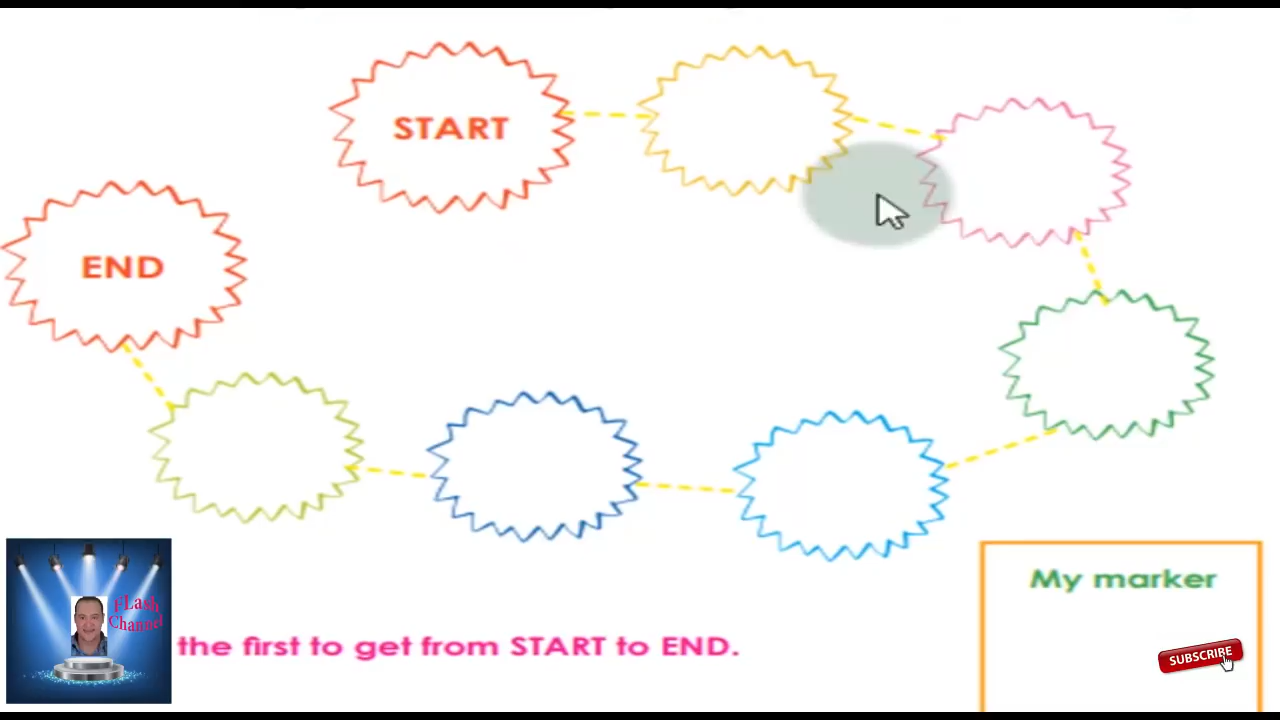 START
END
My marker
FLash
Channel
the first to get from START to END.
SUBSCRIBE